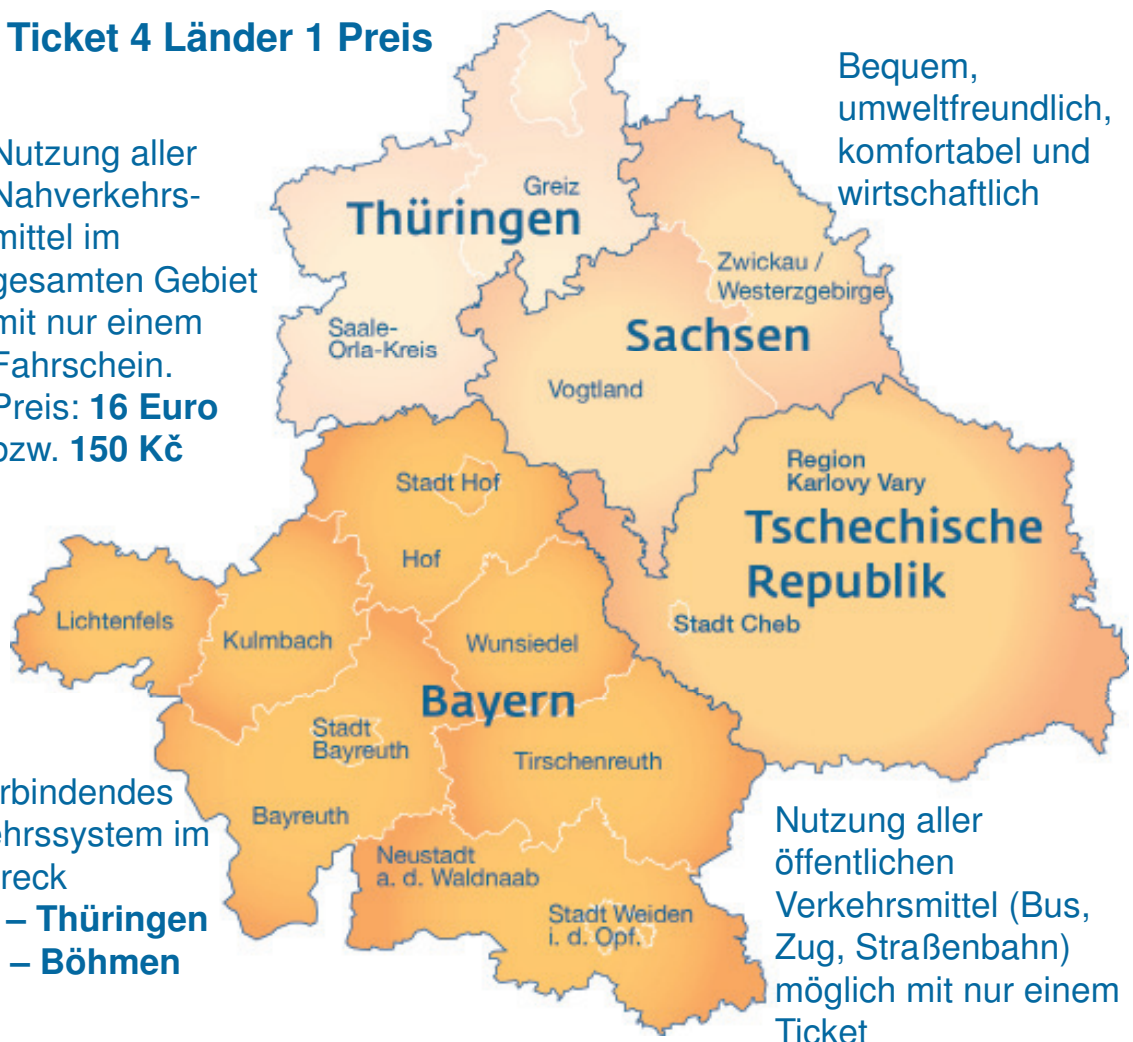 Ticket 4 Länder 1 Preis
Bequem,
umweltfreundlich,
komfortabel und
wirtschaftlich
Nutzung aller
Nahverkehrs-
mittel im
gesamten Gebiet
mit nur einem
Fahrschein.
Preis: 16 Euro
bzw. 150 Kč
Greiz
Thüringen
Saale-
Orla-Kreis
Zwickau /
Westerzgebirge
Sachsen
Vogtland
Region
Karlovy Vary
Tschechische
Republik
Stadt Cheb
Stadt Hof
Hof
Lichtenfels
Kulmbach
Wunsiedel
Bayern
Stadt
Bayreuth
Tirschenreuth
Bayreuth
Neustadt
a. d. Waldnaab
Stadt Weiden
i. d. Opf.
rbindendes
ehrssystem im
reck
– Thüringen
– Böhmen
Nutzung aller
öffentlichen
Verkehrsmittel (Bus,
Zug, Straßenbahn)
möglich mit nur einem
Ticket